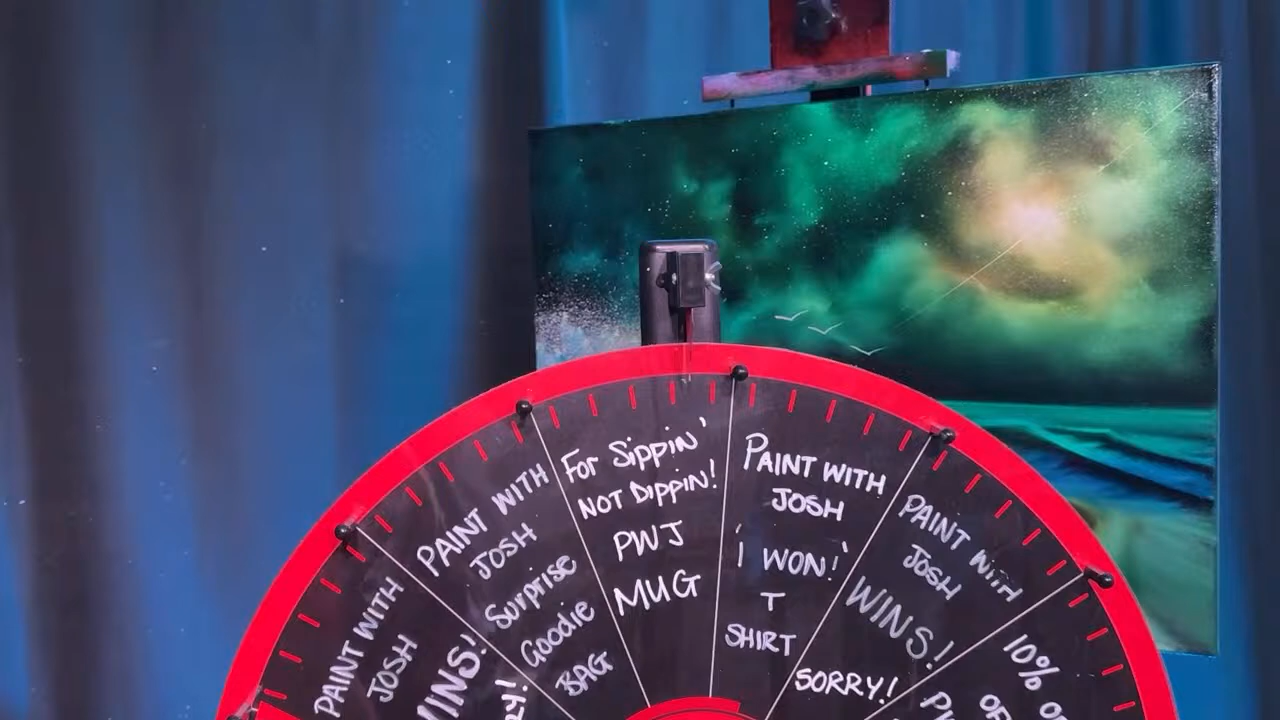 PAINT WITH
JOSH
WINS!
PAINT WITH
JOSH
Surprise
Goodie
BAG
For Sippin'
NOT DIPPIN!
PWJ
MUG
PAINT WITH
JOSH
'I WON!'
T
SHIRT
PAINT WITH
JOSH
WINS!
SORRY!
10%